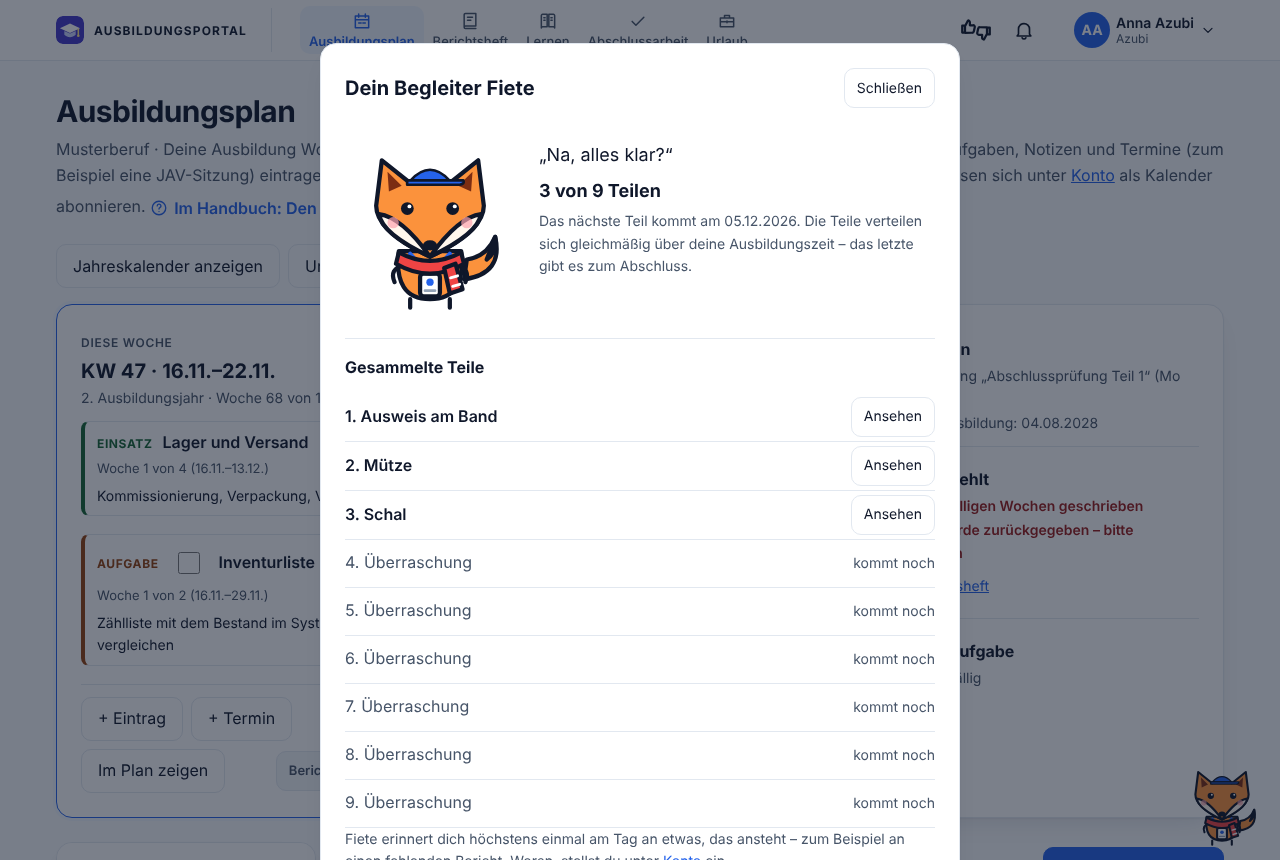 AUSBILDUNGSPORTAL
Ausbildungsplan
Berichtsheft
Lernen
Abschlussarbeit
Urlaub
AA
Anna Azubi
Azubi
Dein Begleiter Fiete
Schließen
Ausbildungsplan
Musterberuf · Deine Ausbildung
ufgaben, Notizen und Termine (zum
Beispiel eine JAV-Sitzung)
sen sich unter Konto als Kalender
abonnieren.
Im Handbuch: Den
Jahreskalender anzeigen
„Na, alles klar?“
3 von 9 Teilen
Das nächste Teil kommt am 05.12.2026. Die Teile verteilen
sich gleichmäßig über deine Ausbildungszeit – das letzte
gibt es zum Abschluss.
Gesammelte Teile
1. Ausweis am Band
Ansehen
2. Mütze
Ansehen
3. Schal
Ansehen
4. Überraschung
kommt noch
5. Überraschung
kommt noch
6. Überraschung
kommt noch
7. Überraschung
kommt noch
8. Überraschung
kommt noch
9. Überraschung
kommt noch
Fiete erinnert dich höchstens einmal am Tag an etwas, das ansteht – zum Beispiel an
DIESE WOCHE
KW 47 · 16.11.–22.11.
2. Ausbildungsjahr · Woche 68 von
EINSATZ
Lager und Versand
Woche 1 von 4 (16.11.–13.12.)
Kommissionierung, Verpackung,
AUFGABE
Inventurliste
Woche 1 von 2 (16.11.–29.11.)
Zählliste mit dem Bestand im
vergleichen
+ Eintrag
+ Termin
Im Plan zeigen
„Abschlussprüfung Teil 1“ (Mo
sbildung: 04.08.2028
ehlt
lligen Wochen geschrieben
rde zurückgegeben – bitte
sheft
ufgabe